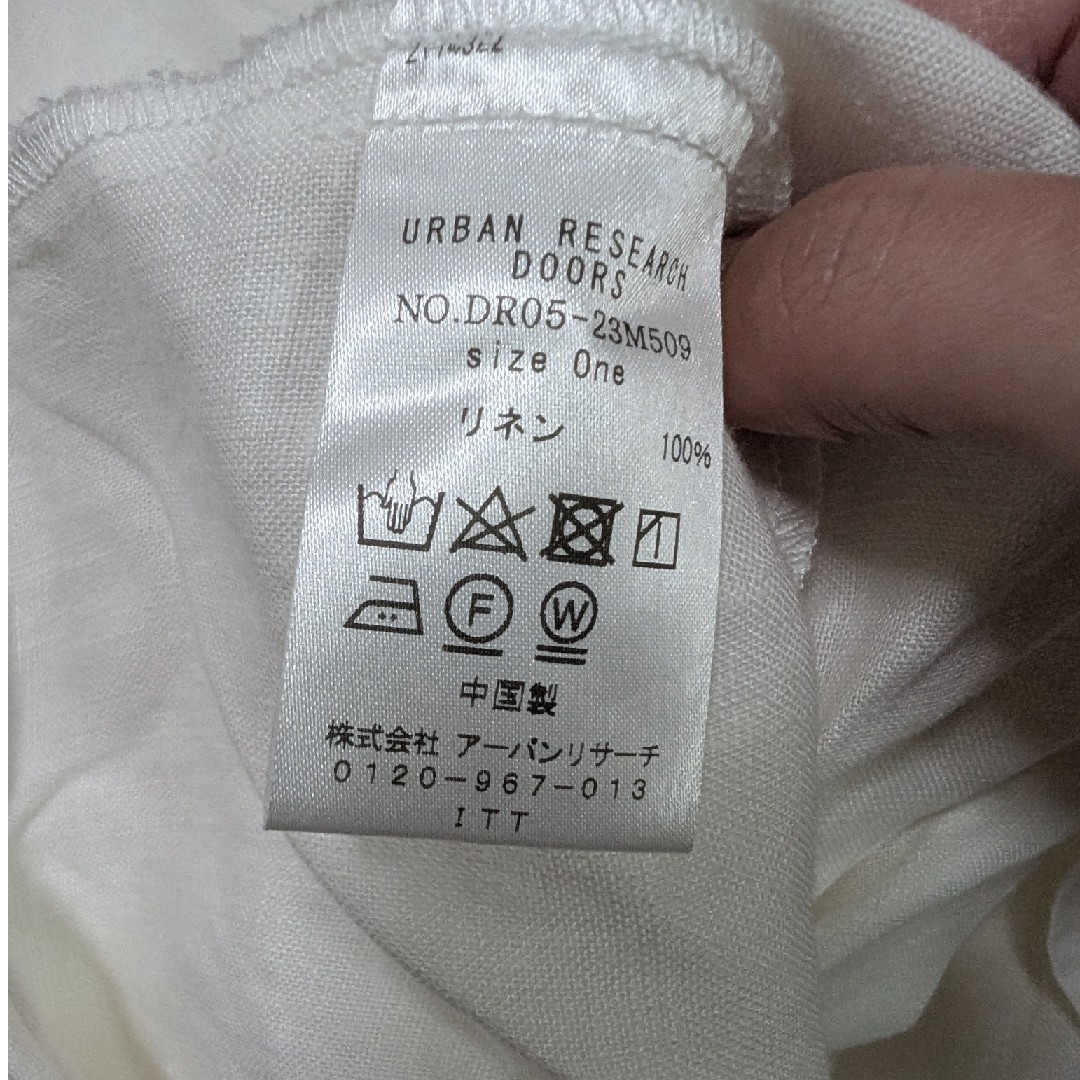 URBAN RESEARCH
DOORS
NO.DR05-23M509
size One
リネン 100%
F W
中国製
株式会社 アーバンリサーチ
0120-967-013
ITT